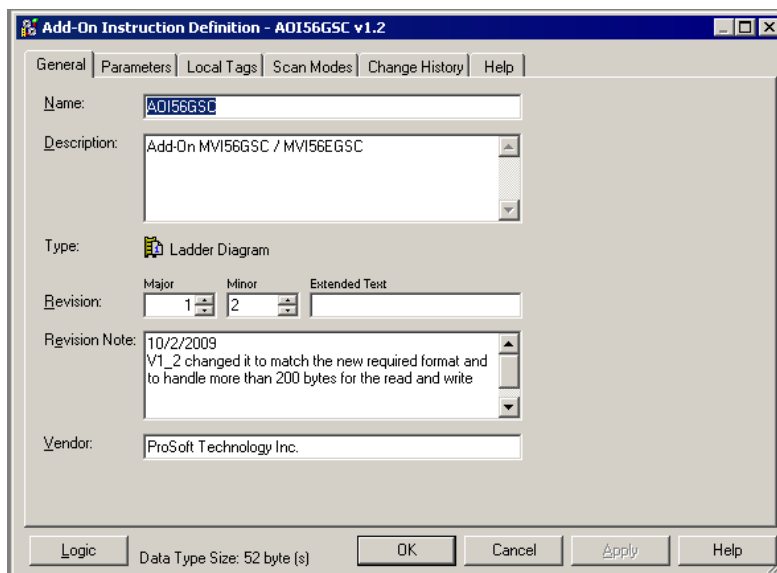 Add-On Instruction Definition - AOI56GSC v1.2
General Parameters Local Tags Scan Modes Change History Help
Name: AOI56GSC
Description: Add-On MVI56GSC / MVI56EGSC
Type: Ladder Diagram
Major Minor Extended Text
Revision: 1 2
Revision Note: 10/2/2009
V1_2 changed it to match the new required format and
to handle more than 200 bytes for the read and write
Vendor: ProSoft Technology Inc.
Logic Data Type Size: 52 byte (s) OK Cancel Apply Help